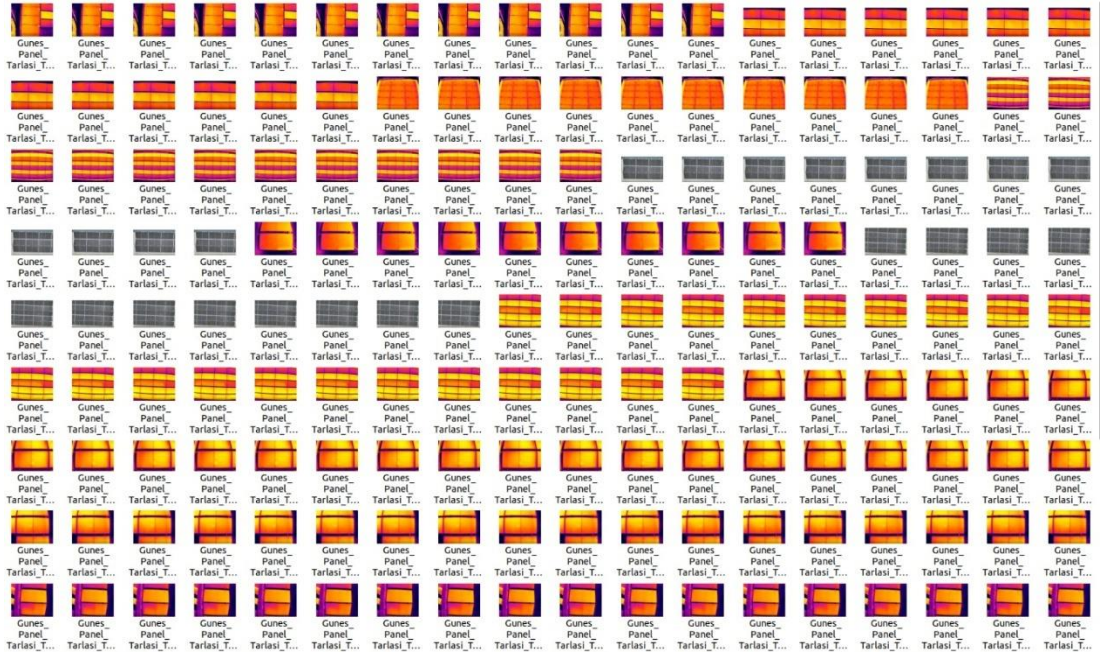 Gunes_ Gunes_ Gunes_ Gunes_ Gunes_ Gunes_ Gunes_ Gunes_ Gunes_ Gunes_ Gunes_ Gunes_ Gunes_ Gunes_ Gunes_ Gunes_ Gunes_ Gunes_
Panel_ Panel_ Panel_ Panel_ Panel_ Panel_ Panel_ Panel_ Panel_ Panel_ Panel_ Panel_ Panel_ Panel_ Panel_ Panel_ Panel_ Panel_
Tarlasi_T... Tarlasi_T... Tarlasi_T... Tarlasi_T... Tarlasi_T... Tarlasi_T... Tarlasi_T... Tarlasi_T... Tarlasi_T... Tarlasi_T... Tarlasi_T... Tarlasi_T... Tarlasi_T... Tarlasi_T... Tarlasi_T... Tarlasi_T... Tarlasi_T... Tarlasi_T...
Gunes_ Gunes_ Gunes_ Gunes_ Gunes_ Gunes_ Gunes_ Gunes_ Gunes_ Gunes_ Gunes_ Gunes_ Gunes_ Gunes_ Gunes_ Gunes_ Gunes_ Gunes_
Panel_ Panel_ Panel_ Panel_ Panel_ Panel_ Panel_ Panel_ Panel_ Panel_ Panel_ Panel_ Panel_ Panel_ Panel_ Panel_ Panel_ Panel_
Tarlasi_T... Tarlasi_T... Tarlasi_T... Tarlasi_T... Tarlasi_T... Tarlasi_T... Tarlasi_T... Tarlasi_T... Tarlasi_T... Tarlasi_T... Tarlasi_T... Tarlasi_T... Tarlasi_T... Tarlasi_T... Tarlasi_T... Tarlasi_T... Tarlasi_T... Tarlasi_T...
Gunes_ Gunes_ Gunes_ Gunes_ Gunes_ Gunes_ Gunes_ Gunes_ Gunes_ Gunes_ Gunes_ Gunes_ Gunes_ Gunes_ Gunes_ Gunes_ Gunes_ Gunes_
Panel_ Panel_ Panel_ Panel_ Panel_ Panel_ Panel_ Panel_ Panel_ Panel_ Panel_ Panel_ Panel_ Panel_ Panel_ Panel_ Panel_ Panel_
Tarlasi_T... Tarlasi_T... Tarlasi_T... Tarlasi_T... Tarlasi_T... Tarlasi_T... Tarlasi_T... Tarlasi_T... Tarlasi_T... Tarlasi_T... Tarlasi_T... Tarlasi_T... Tarlasi_T... Tarlasi_T... Tarlasi_T... Tarlasi_T... Tarlasi_T... Tarlasi_T...
Gunes_ Gunes_ Gunes_ Gunes_ Gunes_ Gunes_ Gunes_ Gunes_ Gunes_ Gunes_ Gunes_ Gunes_ Gunes_ Gunes_ Gunes_ Gunes_ Gunes_ Gunes_
Panel_ Panel_ Panel_ Panel_ Panel_ Panel_ Panel_ Panel_ Panel_ Panel_ Panel_ Panel_ Panel_ Panel_ Panel_ Panel_ Panel_ Panel_
Tarlasi_T... Tarlasi_T... Tarlasi_T... Tarlasi_T... Tarlasi_T... Tarlasi_T... Tarlasi_T... Tarlasi_T... Tarlasi_T... Tarlasi_T... Tarlasi_T... Tarlasi_T... Tarlasi_T... Tarlasi_T... Tarlasi_T... Tarlasi_T... Tarlasi_T... Tarlasi_T...
Gunes_ Gunes_ Gunes_ Gunes_ Gunes_ Gunes_ Gunes_ Gunes_ Gunes_ Gunes_ Gunes_ Gunes_ Gunes_ Gunes_ Gunes_ Gunes_ Gunes_ Gunes_
Panel_ Panel_ Panel_ Panel_ Panel_ Panel_ Panel_ Panel_ Panel_ Panel_ Panel_ Panel_ Panel_ Panel_ Panel_ Panel_ Panel_ Panel_
Tarlasi_T... Tarlasi_T... Tarlasi_T... Tarlasi_T... Tarlasi_T... Tarlasi_T... Tarlasi_T... Tarlasi_T... Tarlasi_T... Tarlasi_T... Tarlasi_T... Tarlasi_T... Tarlasi_T... Tarlasi_T... Tarlasi_T... Tarlasi_T... Tarlasi_T... Tarlasi_T...
Gunes_ Gunes_ Gunes_ Gunes_ Gunes_ Gunes_ Gunes_ Gunes_ Gunes_ Gunes_ Gunes_ Gunes_ Gunes_ Gunes_ Gunes_ Gunes_ Gunes_ Gunes_
Panel_ Panel_ Panel_ Panel_ Panel_ Panel_ Panel_ Panel_ Panel_ Panel_ Panel_ Panel_ Panel_ Panel_ Panel_ Panel_ Panel_ Panel_
Tarlasi_T... Tarlasi_T... Tarlasi_T... Tarlasi_T... Tarlasi_T... Tarlasi_T... Tarlasi_T... Tarlasi_T... Tarlasi_T... Tarlasi_T... Tarlasi_T... Tarlasi_T... Tarlasi_T... Tarlasi_T... Tarlasi_T... Tarlasi_T... Tarlasi_T... Tarlasi_T...
Gunes_ Gunes_ Gunes_ Gunes_ Gunes_ Gunes_ Gunes_ Gunes_ Gunes_ Gunes_ Gunes_ Gunes_ Gunes_ Gunes_ Gunes_ Gunes_ Gunes_ Gunes_
Panel_ Panel_ Panel_ Panel_ Panel_ Panel_ Panel_ Panel_ Panel_ Panel_ Panel_ Panel_ Panel_ Panel_ Panel_ Panel_ Panel_ Panel_
Tarlasi_T... Tarlasi_T... Tarlasi_T... Tarlasi_T... Tarlasi_T... Tarlasi_T... Tarlasi_T... Tarlasi_T... Tarlasi_T... Tarlasi_T... Tarlasi_T... Tarlasi_T... Tarlasi_T... Tarlasi_T... Tarlasi_T... Tarlasi_T... Tarlasi_T... Tarlasi_T...
Gunes_ Gunes_ Gunes_ Gunes_ Gunes_ Gunes_ Gunes_ Gunes_ Gunes_ Gunes_ Gunes_ Gunes_ Gunes_ Gunes_ Gunes_ Gunes_ Gunes_ Gunes_
Panel_ Panel_ Panel_ Panel_ Panel_ Panel_ Panel_ Panel_ Panel_ Panel_ Panel_ Panel_ Panel_ Panel_ Panel_ Panel_ Panel_ Panel_
Tarlasi_T... Tarlasi_T... Tarlasi_T... Tarlasi_T... Tarlasi_T... Tarlasi_T... Tarlasi_T... Tarlasi_T... Tarlasi_T... Tarlasi_T... Tarlasi_T... Tarlasi_T... Tarlasi_T... Tarlasi_T... Tarlasi_T... Tarlasi_T... Tarlasi_T... Tarlasi_T...
Gunes_ Gunes_ Gunes_ Gunes_ Gunes_ Gunes_ Gunes_ Gunes_ Gunes_ Gunes_ Gunes_ Gunes_ Gunes_ Gunes_ Gunes_ Gunes_ Gunes_ Gunes_
Panel_ Panel_ Panel_ Panel_ Panel_ Panel_ Panel_ Panel_ Panel_ Panel_ Panel_ Panel_ Panel_ Panel_ Panel_ Panel_ Panel_ Panel_
Tarlasi_T... Tarlasi_T... Tarlasi_T... Tarlasi_T... Tarlasi_T... Tarlasi_T... Tarlasi_T... Tarlasi_T... Tarlasi_T... Tarlasi_T... Tarlasi_T... Tarlasi_T... Tarlasi_T... Tarlasi_T... Tarlasi_T... Tarlasi_T... Tarlasi_T... Tarlasi_T...